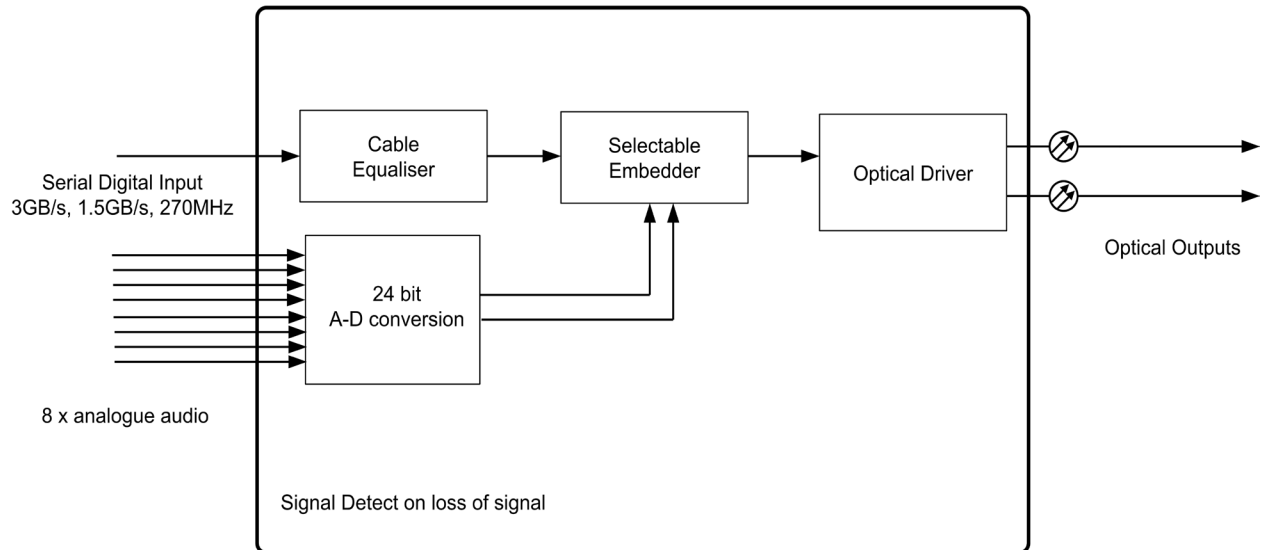 Cable
Equaliser
Selectable
Embedder
Optical Driver
Serial Digital Input
3GB/s, 1.5GB/s, 270MHz
Optical Outputs
24 bit
A-D conversion
8 x analogue audio
Signal Detect on loss of signal